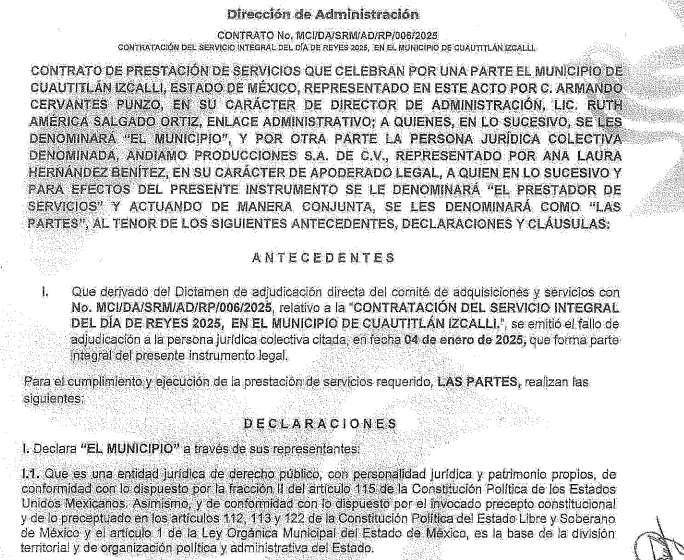 Dirección de Administración
CONTRATO No. MCI/DA/SRM/AD/RP/006/2025
CONTRATACIÓN DEL SERVICIO INTEGRAL DEL DÍA DE REYES 2025, EN EL MUNICIPIO DE CUAUTITLÁN IZCALLI.
CONTRATO DE PRESTACIÓN DE SERVICIOS QUE CELEBRAN POR UNA PARTE EL MUNICIPIO DE
CUAUTITLÁN IZCALLI, ESTADO DE MÉXICO, REPRESENTADO EN ESTE ACTO POR C. ARMANDO
CERVANTES PUNZO, EN SU CARÁCTER DE DIRECTOR DE ADMINISTRACIÓN, LIC. RUTH
AMÉRICA SALGADO ORTIZ, ENLACE ADMINISTRATIVO; A QUIENES, EN LO SUCESIVO, SE LES
DENOMINARÁ “EL MUNICIPIO”, Y POR OTRA PARTE LA PERSONA JURÍDICA COLECTIVA
DENOMINADA, ANDIAMO PRODUCCIONES S.A. DE C.V., REPRESENTADO POR ANA LAURA
HERNÁNDEZ BENÍTEZ, EN SU CARÁCTER DE APODERADO LEGAL, A QUIEN EN LO SUCESIVO Y
PARA EFECTOS DEL PRESENTE INSTRUMENTO SE LE DENOMINARÁ “EL PRESTADOR DE
SERVICIOS” Y ACTUANDO DE MANERA CONJUNTA, SE LES DENOMINARÁ COMO “LAS
PARTES”, AL TENOR DE LOS SIGUIENTES ANTECEDENTES, DECLARACIONES Y CLÁUSULAS:
ANTECEDENTES
I. Que derivado del Dictamen de adjudicación directa del comité de adquisiciones y servicios con
No. MCI/DA/SRM/AD/RP/006/2025, relativo a la “CONTRATACIÓN DEL SERVICIO INTEGRAL
DEL DÍA DE REYES 2025, EN EL MUNICIPIO DE CUAUTITLÁN IZCALLI.”, se emitió el fallo de
adjudicación a la persona jurídica colectiva citada, en fecha 04 de enero de 2025, que forma parte
integral del presente instrumento legal.
Para el cumplimiento y ejecución de la prestación de servicios requerido, LAS PARTES, realizan las
siguientes:
DECLARACIONES
I. Declara “EL MUNICIPIO” a través de sus representantes:
I.1. Que es una entidad jurídica de derecho público, con personalidad jurídica y patrimonio propios, de
conformidad con lo dispuesto por la fracción II del artículo 115 de la Constitución Política de los Estados
Unidos Mexicanos. Asimismo, y de conformidad con lo dispuesto por el invocado precepto constitucional
y de lo preceptuado en los artículos 112, 113 y 122 de la Constitución Política del Estado Libre y Soberano
de México y el artículo 1 de la Ley Orgánica Municipal del Estado de México, es la base de la división
territorial y de organización política y administrativa del Estado.